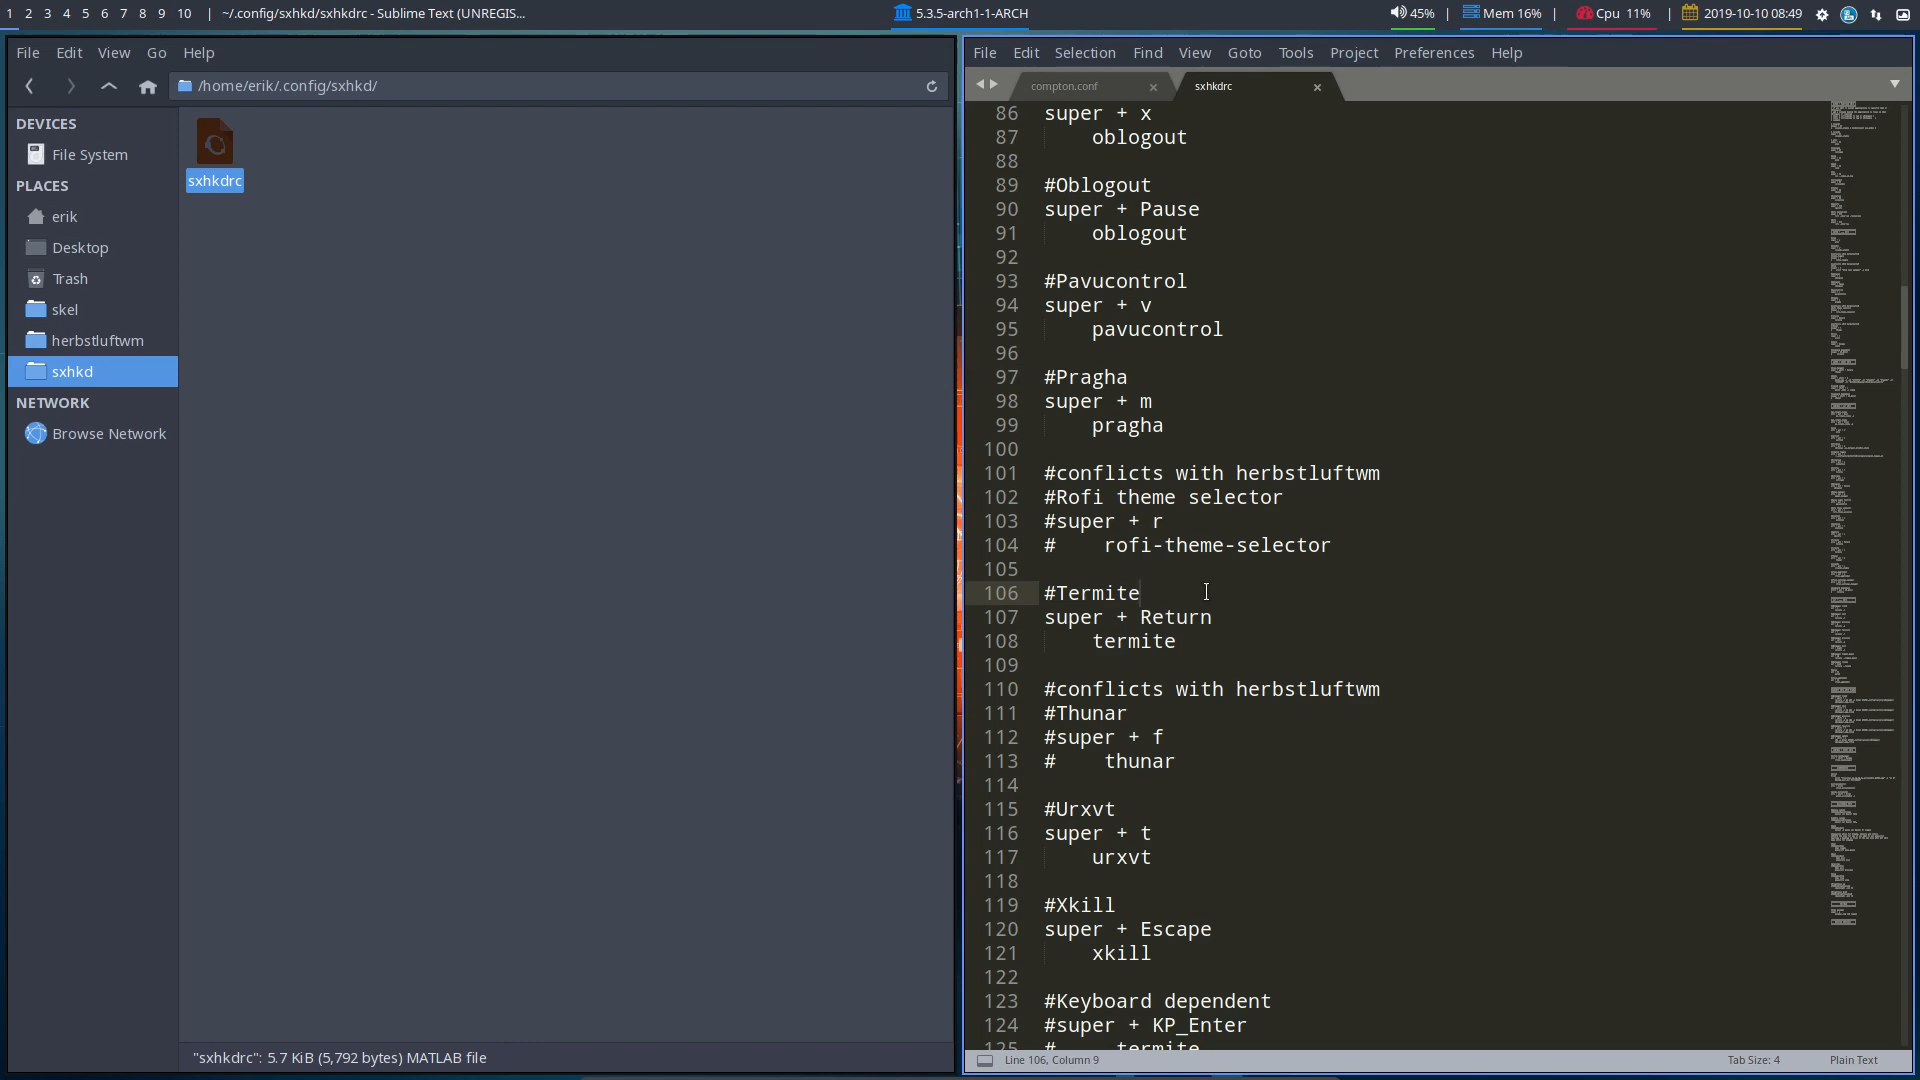 1 2 3 4 5 6 7 8 9 10 | ~/.config/sxhkd/sxhkdrc - Sublime Text (UNREGIS...
5.3.5-arch1-1-ARCH
45% | Mem 16% | Cpu 11% | 2019-10-10 08:49
File Edit View Go Help
/home/erik/.config/sxhkd/
DEVICES
File System
PLACES
erik
Desktop
Trash
skel
herbstluftwm
sxhkd
NETWORK
Browse Network
sxhkdrc
"sxhkdrc": 5.7 KiB (5,792 bytes) MATLAB file
File Edit Selection Find View Goto Tools Project Preferences Help
compton.conf sxhkdrc
86 super + x
87 oblogout
88
89 #Oblogout
90 super + Pause
91 oblogout
92
93 #Pavucontrol
94 super + v
95 pavucontrol
96
97 #Pragha
98 super + m
99 pragha
100
101 #conflicts with herbstluftwm
102 #Rofi theme selector
103 #super + r
104 # rofi-theme-selector
105
106 #Termite
107 super + Return
108 termite
109
110 #conflicts with herbstluftwm
111 #Thunar
112 #super + f
113 # thunar
114
115 #Urxvt
116 super + t
117 urxvt
118
119 #Xkill
120 super + Escape
121 xkill
122
123 #Keyboard dependent
124 #super + KP_Enter
125 # termite
Line 106, Column 9
Tab Size: 4
Plain Text